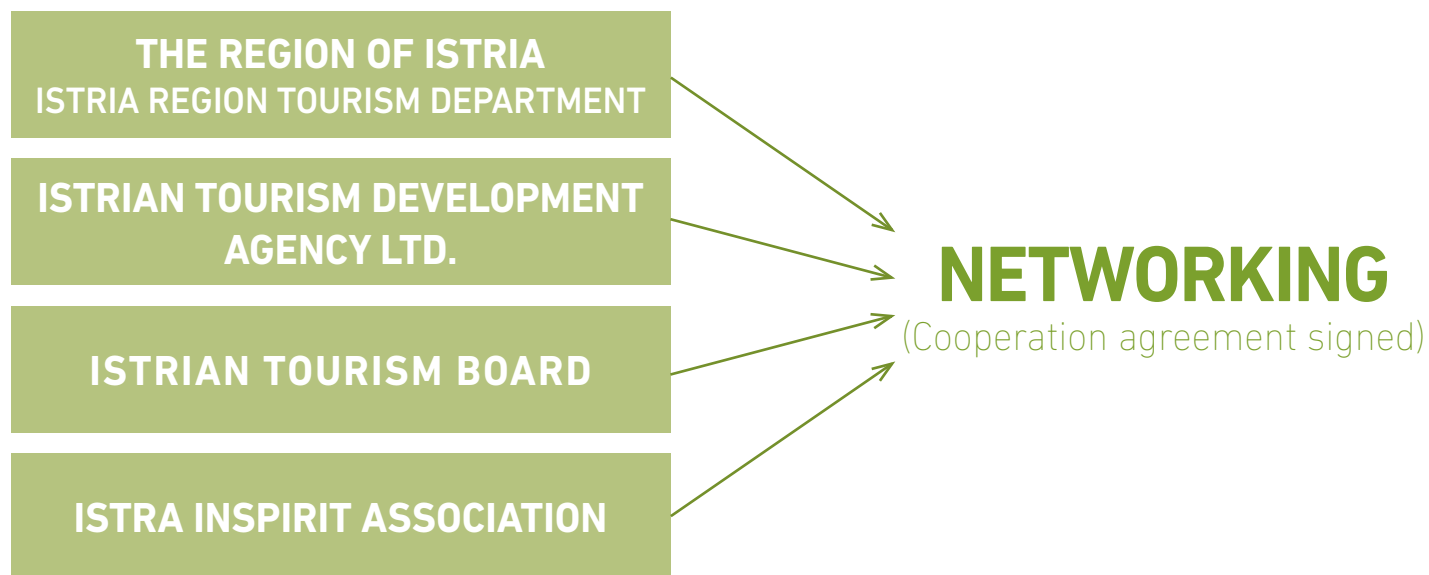 THE REGION OF ISTRIA
ISTRIA REGION TOURISM DEPARTMENT
ISTRIAN TOURISM DEVELOPMENT
AGENCY LTD.
ISTRIAN TOURISM BOARD
ISTRA INSPIRIT ASSOCIATION
NETWORKING
(Cooperation agreement signed)